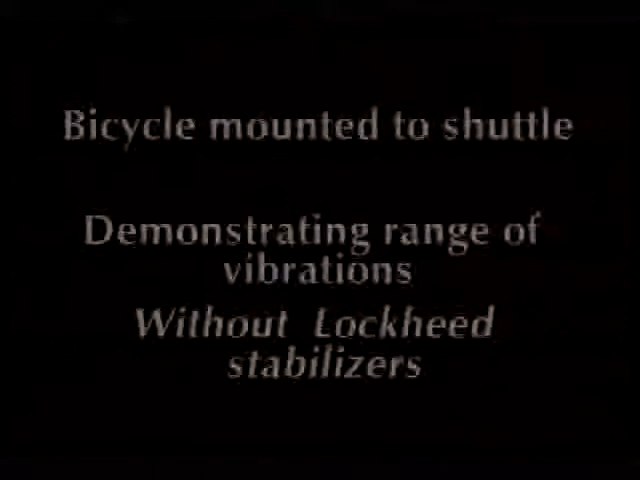 Bicycle mounted to shuttle
Demonstrating range of
vibrations
Without Lockheed
stabilizers